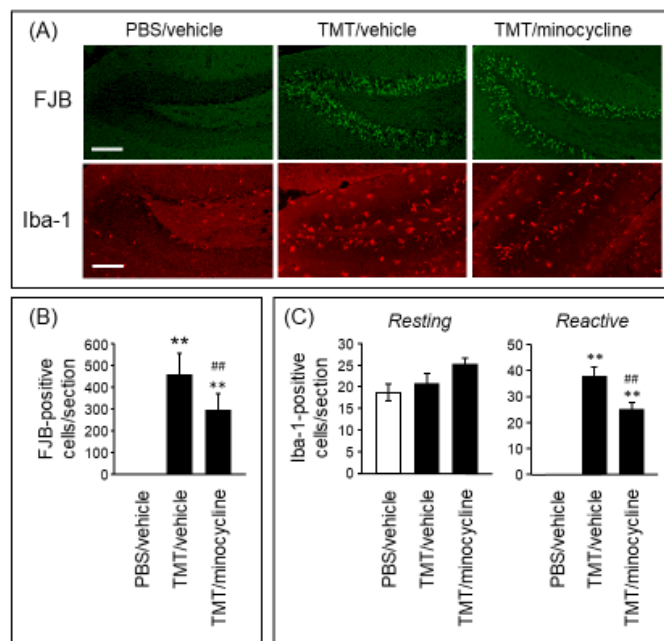 (A)
PBS/vehicle TMT/vehicle TMT/minocycline
FJB
Iba-1
(B)
FJB-positive
cells/section
600
500
400
300
200
100
0
**
##
**
PBS/vehicle
TMT/vehicle
TMT/minocycline
(C)
Resting
Iba-1-positive
cells/section
30
25
20
15
10
5
0
PBS/vehicle
TMT/vehicle
TMT/minocycline
Reactive
50
40
30
20
10
0
**
##
**
PBS/vehicle
TMT/vehicle
TMT/minocycline